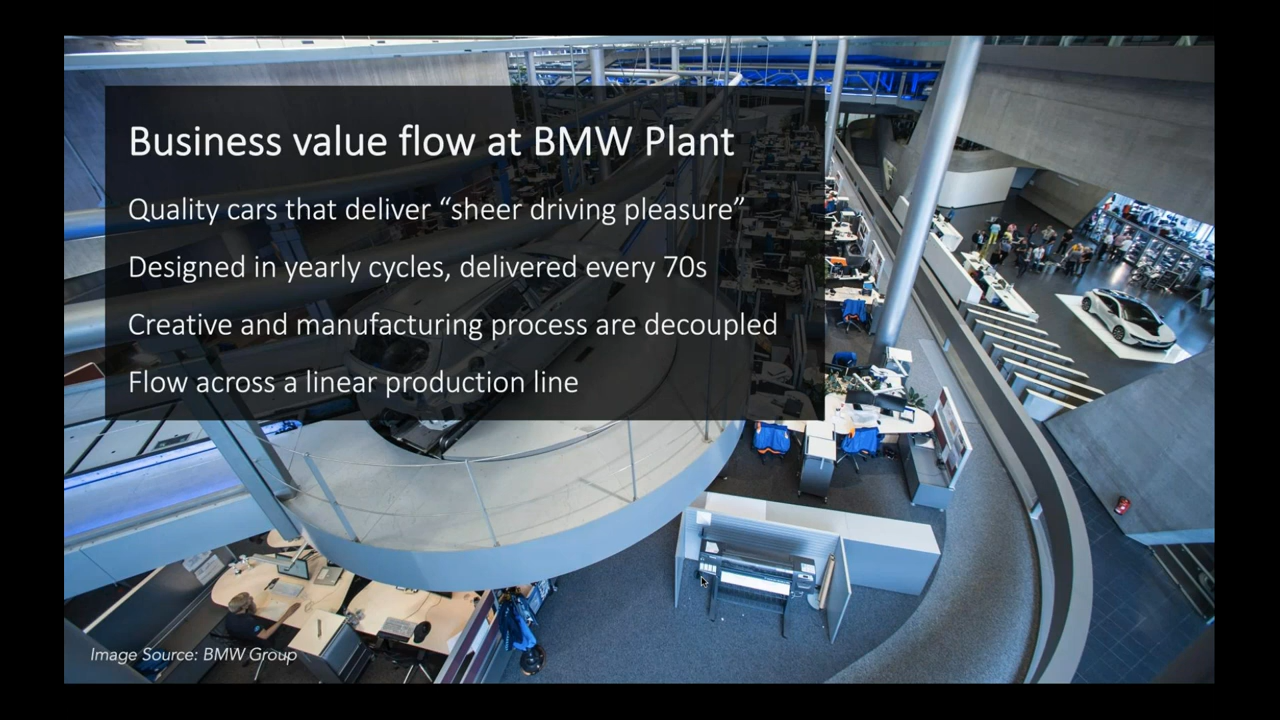 Business value flow at BMW Plant
Quality cars that deliver “sheer driving pleasure”
Designed in yearly cycles, delivered every 70s
Creative and manufacturing process are decoupled
Flow across a linear production line
Image Source: BMW Group